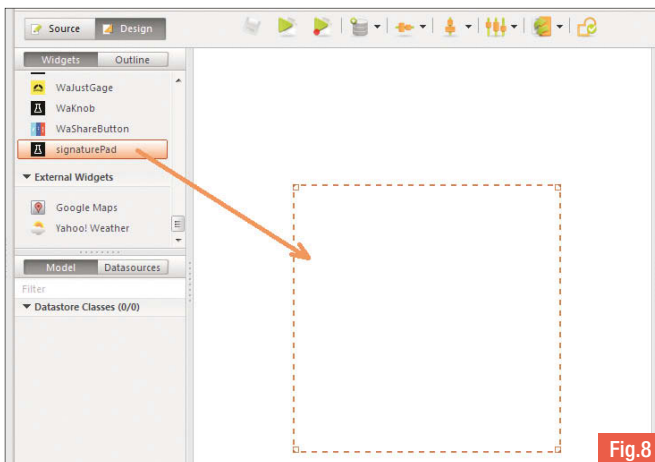 Source
Design
Widgets
Outline
WaJustGage
WaKnob
WaShareButton
signaturePad
External Widgets
Google Maps
Yahoo! Weather
Model
Datasources
Filter
Datastore Classes (0/0)
Fig.8